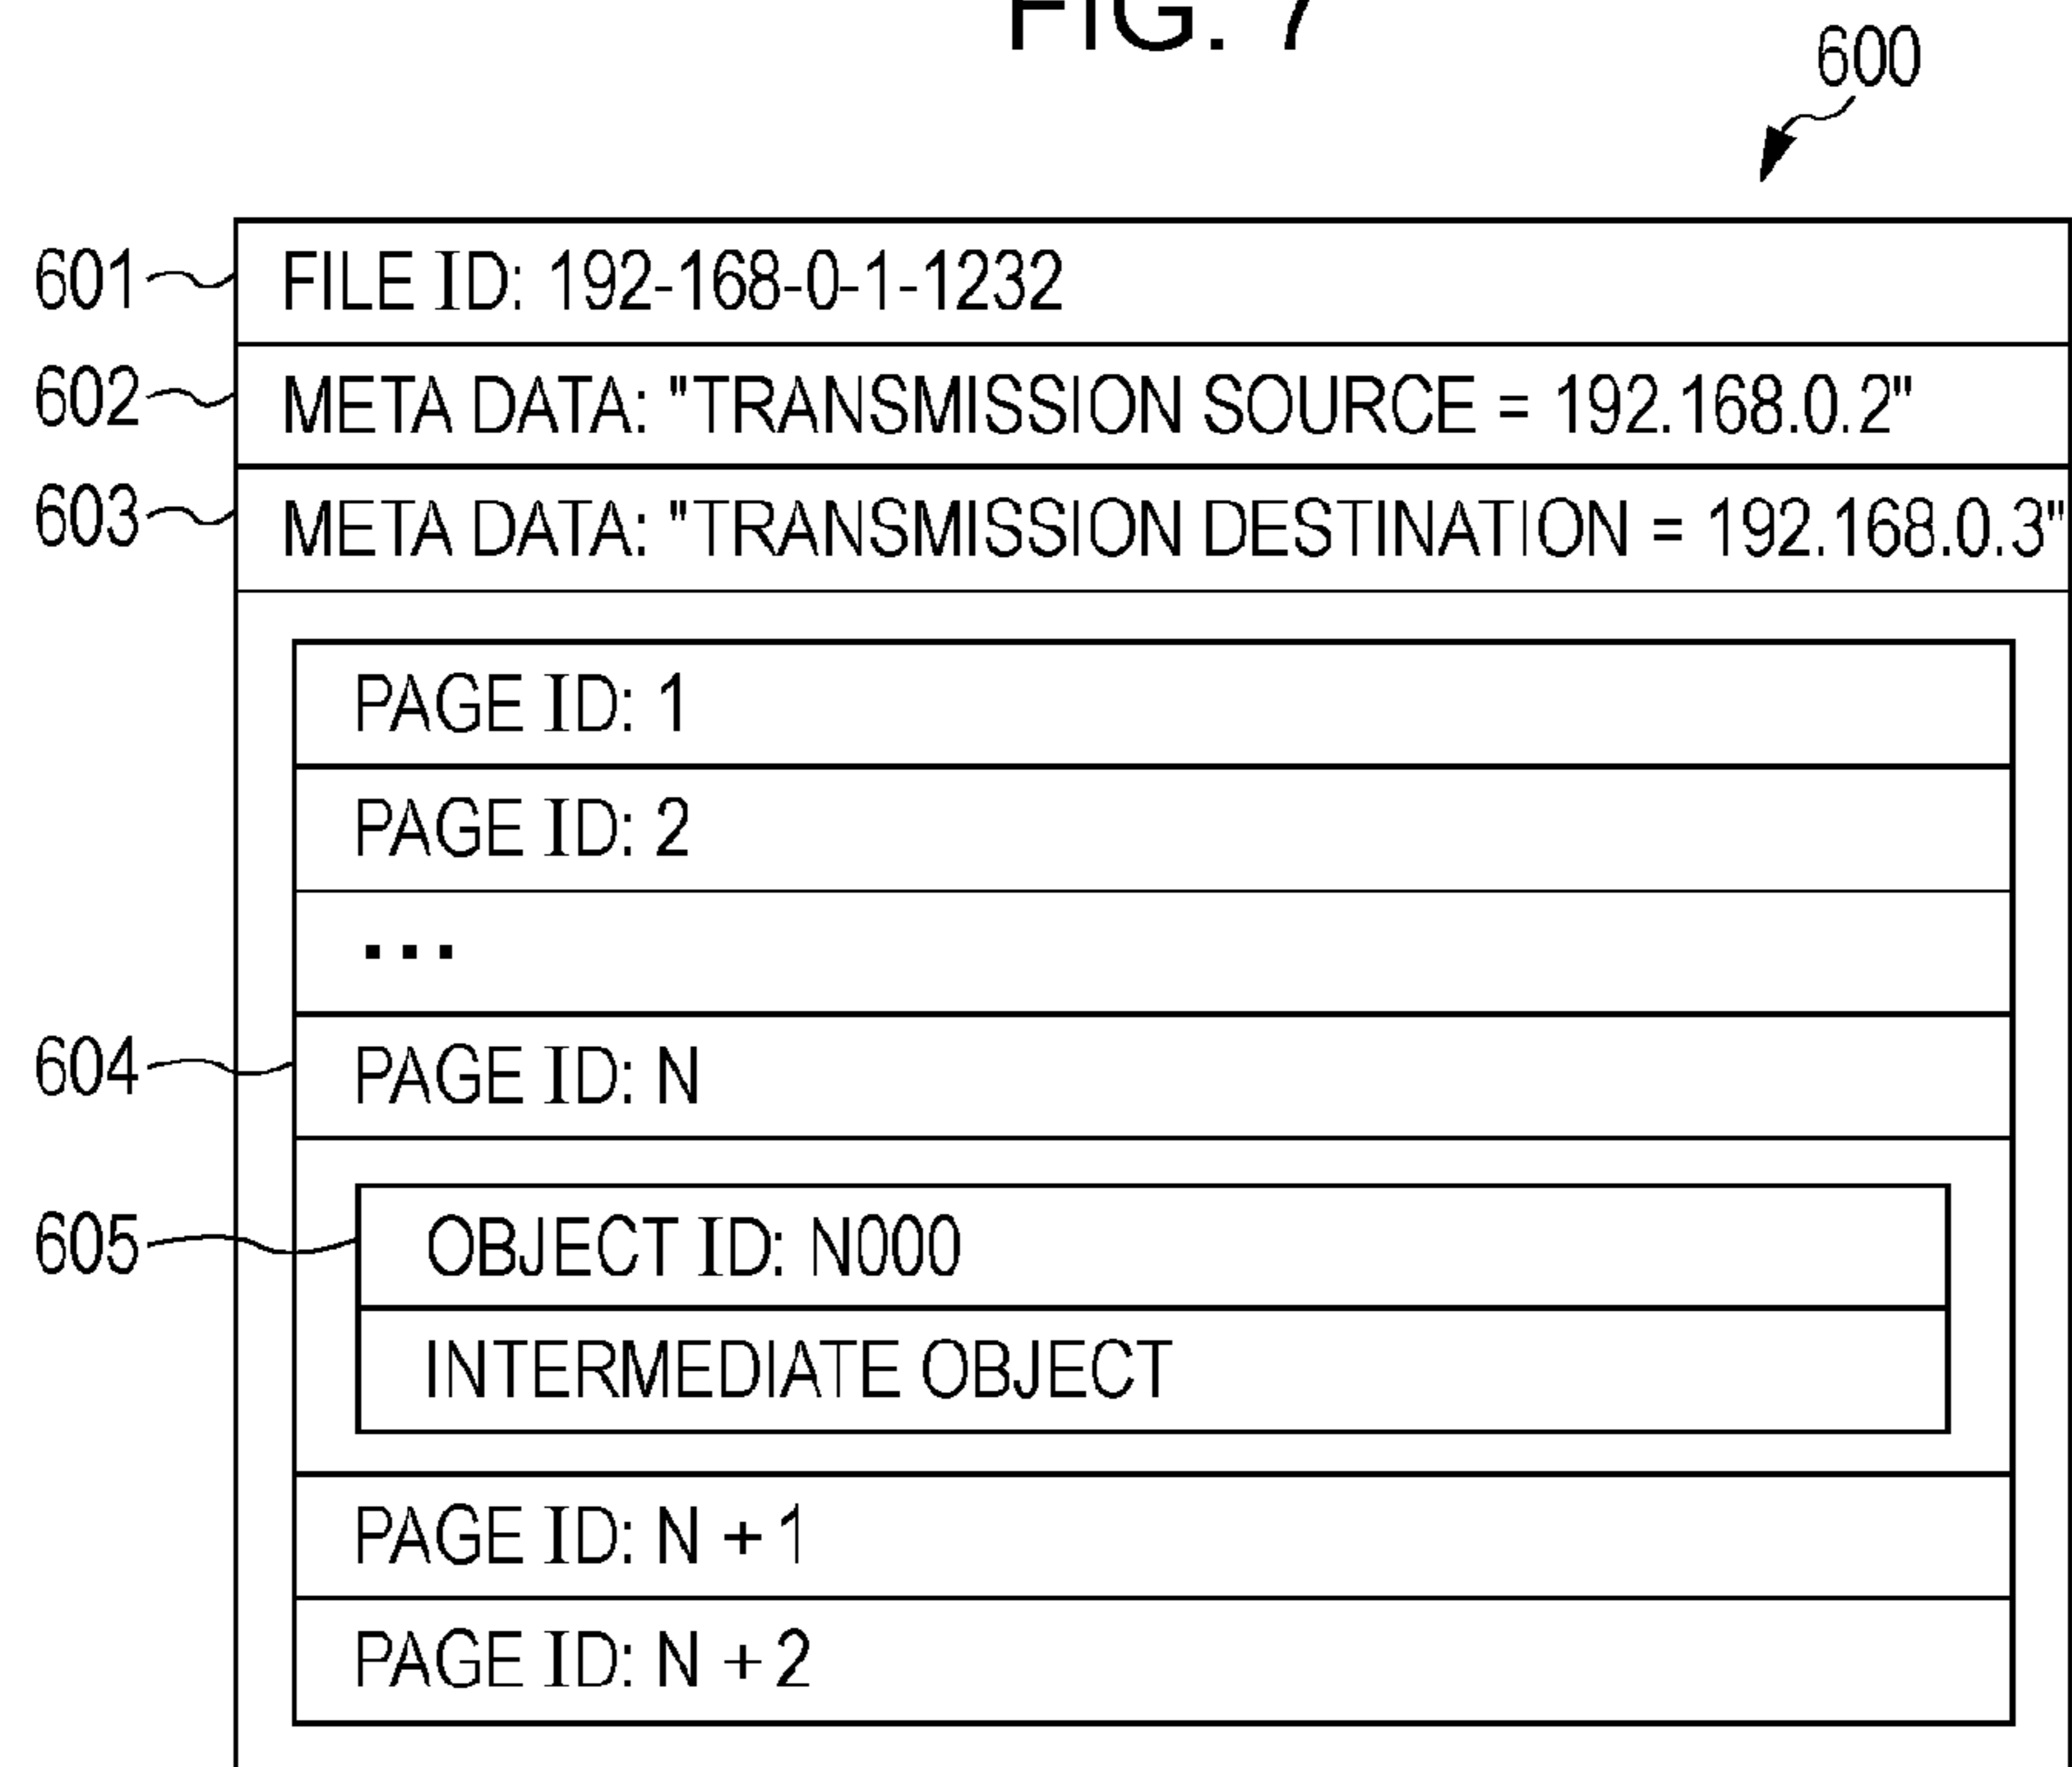 FIG. 7
600
601 FILE ID: 192-168-0-1-1232
602 META DATA: "TRANSMISSION SOURCE = 192.168.0.2"
603 META DATA: "TRANSMISSION DESTINATION = 192.168.0.3"
PAGE ID: 1
PAGE ID: 2
...
604 PAGE ID: N
605 OBJECT ID: N000
INTERMEDIATE OBJECT
PAGE ID: N + 1
PAGE ID: N + 2